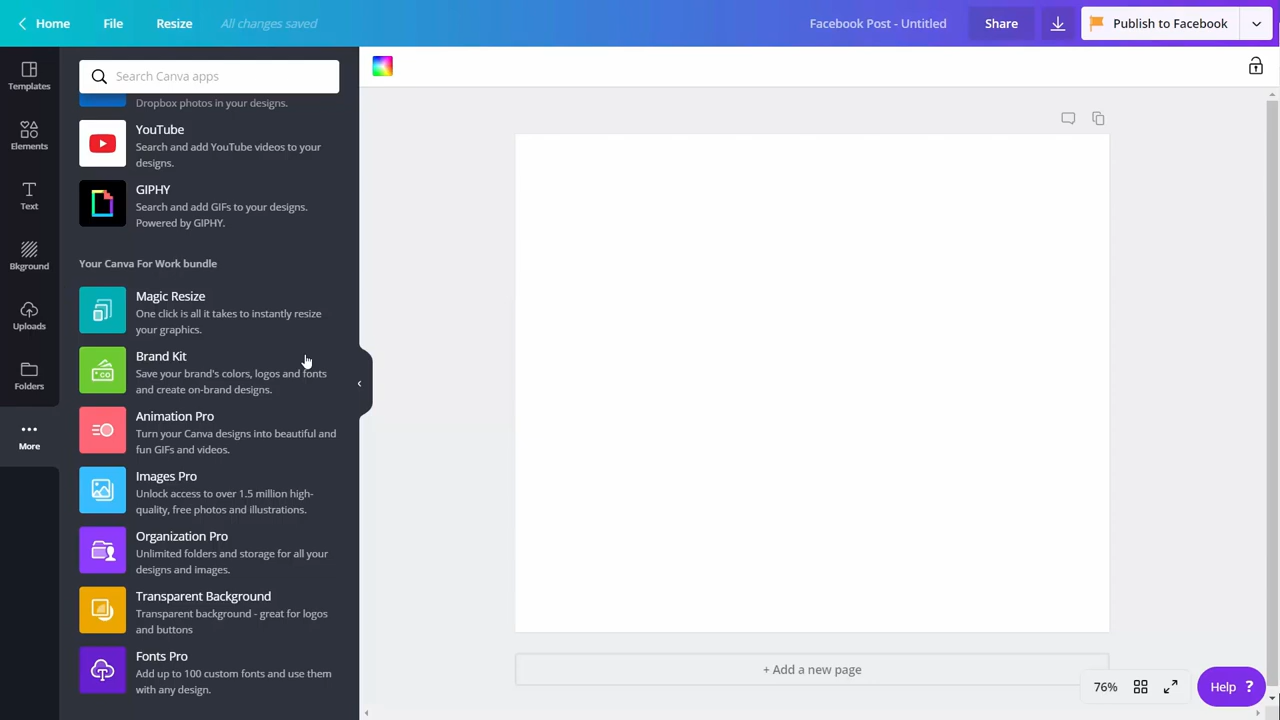 Home File Resize All changes saved Facebook Post - Untitled Share Publish to Facebook
Templates
Elements
Text
Bkground
Uploads
Folders
More
Search Canva apps
Dropbox photos in your designs.
YouTube
Search and add YouTube videos to your
designs.
GIPHY
Search and add GIFs to your designs.
Powered by GIPHY.
Your Canva For Work bundle
Magic Resize
One click is all it takes to instantly resize
your graphics.
Brand Kit
Save your brand's colors, logos and fonts
and create on-brand designs.
CO
Animation Pro
Turn your Canva designs into beautiful and
fun GIFs and videos.
Images Pro
Unlock access to over 1.5 million high-
quality, free photos and illustrations.
Organization Pro
Unlimited folders and storage for all your
designs and images.
Transparent Background
Transparent background - great for logos
and buttons
Fonts Pro
Add up to 100 custom fonts and use them
with any design.
+ Add a new page
76%
Help ?